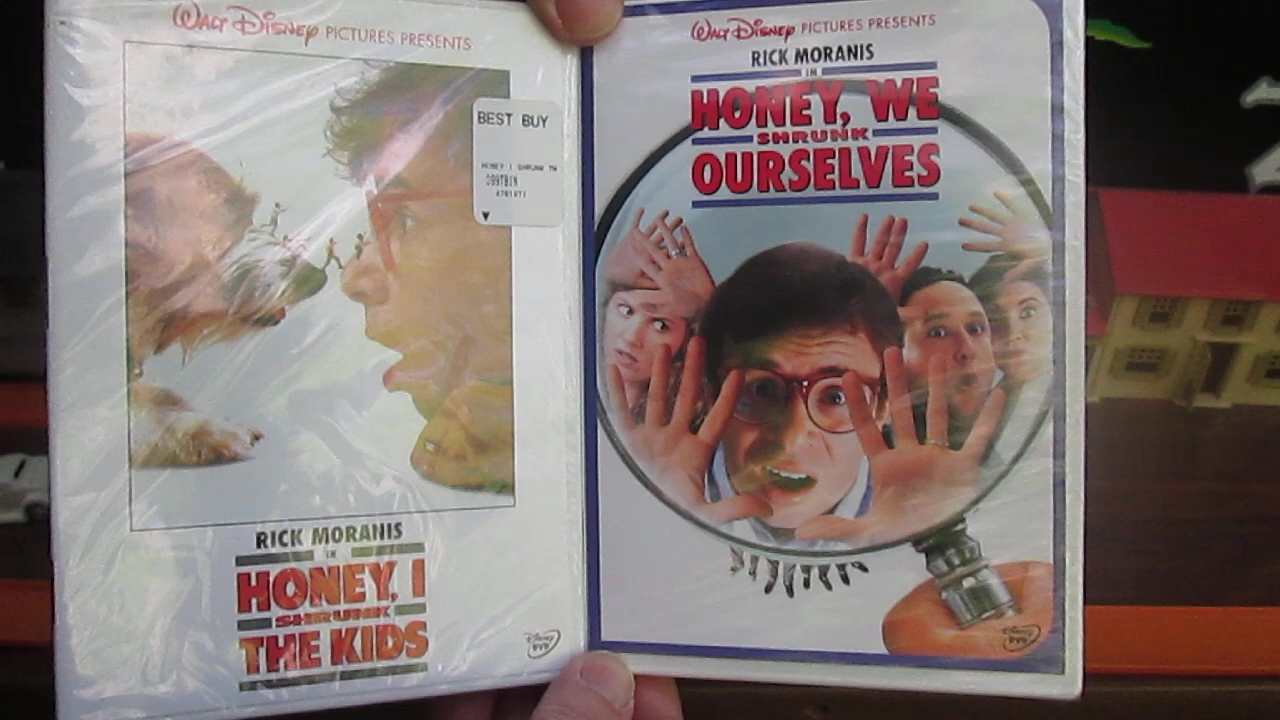 WALT DISNEY PICTURES PRESENTS
BEST BUY
HONEY I SHRUNK TH
4781871
RICK MORANIS
IN
HONEY, I
SHRUNK
THE KIDS
Disney
DVD
WALT DISNEY PICTURES PRESENTS
RICK MORANIS
IN
HONEY, WE
SHRUNK
OURSELVES
Disney
DVD